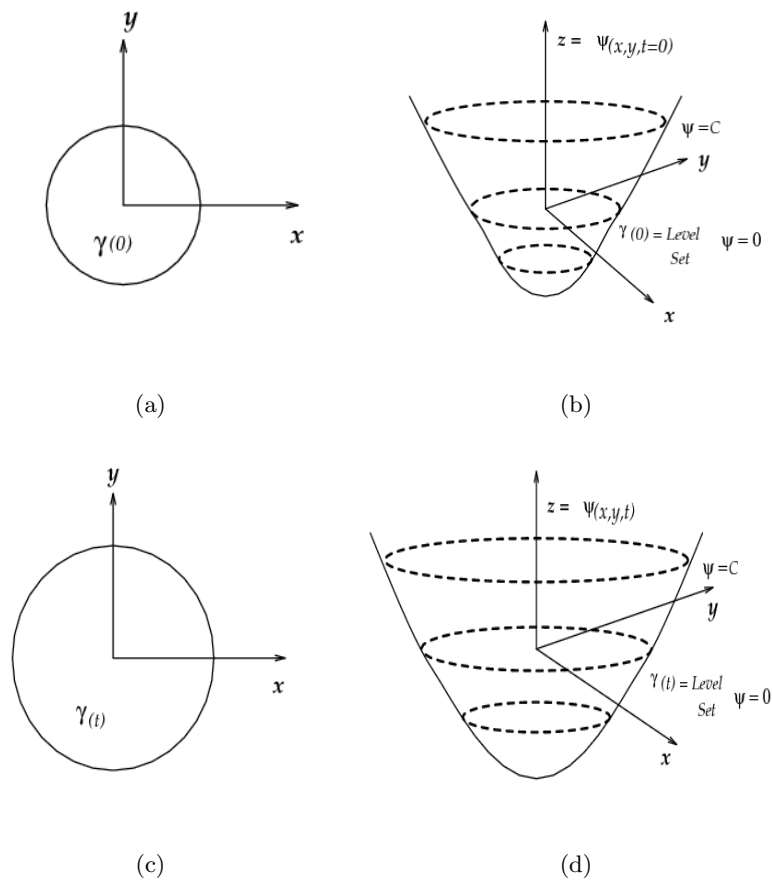 y
x
γ(0)
(a)
z = ψ(x,y,t=0)
ψ = C
y
γ(0) = Level
Set
ψ = 0
x
(b)
y
x
γ(t)
(c)
z = ψ(x,y,t)
ψ = C
y
γ(t) = Level
Set
ψ = 0
x
(d)